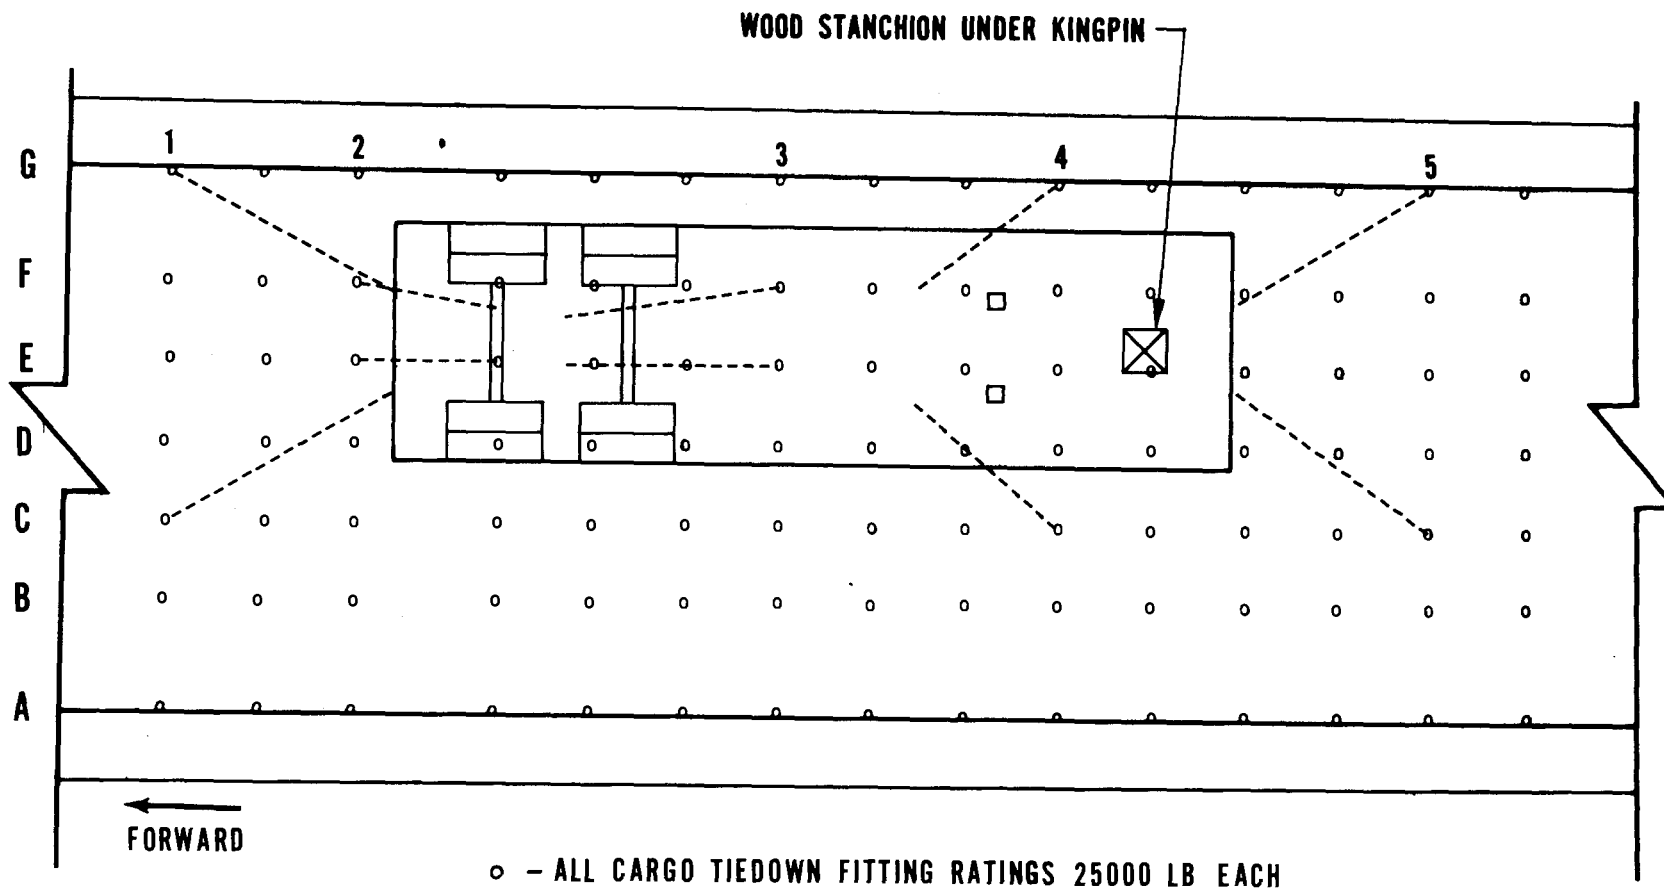 WOOD STANCHION UNDER KINGPIN
1 2 3 4 5
G
F
E
D
C
B
A
FORWARD
o - ALL CARGO TIEDOWN FITTING RATINGS 25000 LB EACH